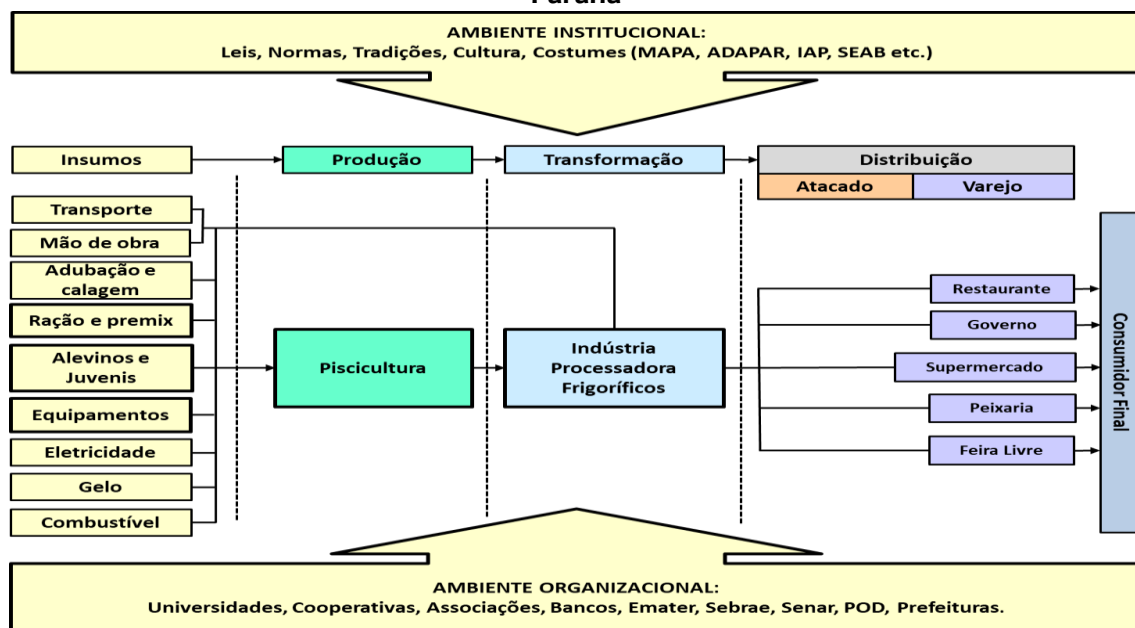 Paraná
AMBIENTE INSTITUCIONAL:
Leis, Normas, Tradições, Cultura, Costumes (MAPA, ADAPAR, IAP, SEAB etc.)
Insumos
Produção
Transformação
Distribuição
Atacado
Varejo
Transporte
Mão de obra
Adubação e
calagem
Ração e premix
Alevinos e
Juvenis
Equipamentos
Eletricidade
Gelo
Combustível
Piscicultura
Indústria
Processadora
Frigoríficos
Restaurante
Governo
Supermercado
Peixaria
Feira Livre
Consumidor Final
AMBIENTE ORGANIZACIONAL:
Universidades, Cooperativas, Associações, Bancos, Emater, Sebrae, Senar, POD, Prefeituras.